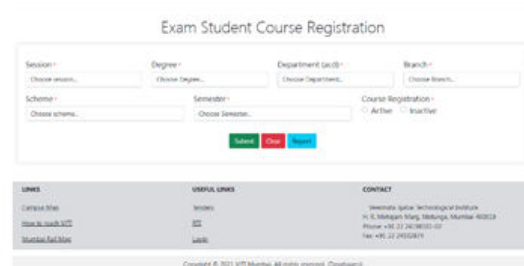 Exam Student Course Registration
Session *
Degree *
Department (acd) *
Branch *
Choose session...
Choose Degree...
Choose Department...
Choose Branch...
Scheme *
Semester *
Course Registration *
Choose scheme...
Choose Semester...
Active
Inactive
Submit
Clear
Report
LINKS
USEFUL LINKS
CONTACT
Campus Map
Tenders
Veermata Jijabai Technological Institute
H. R. Mahajani Marg, Matunga, Mumbai 400019
How to reach VJTI
RTI
Phone: +91 22 24198101-02
Fax: +91 22 24102874
Mumbai Rail Map
Login
Copyright © 2021 VJTI Mumbai. All rights reserved.